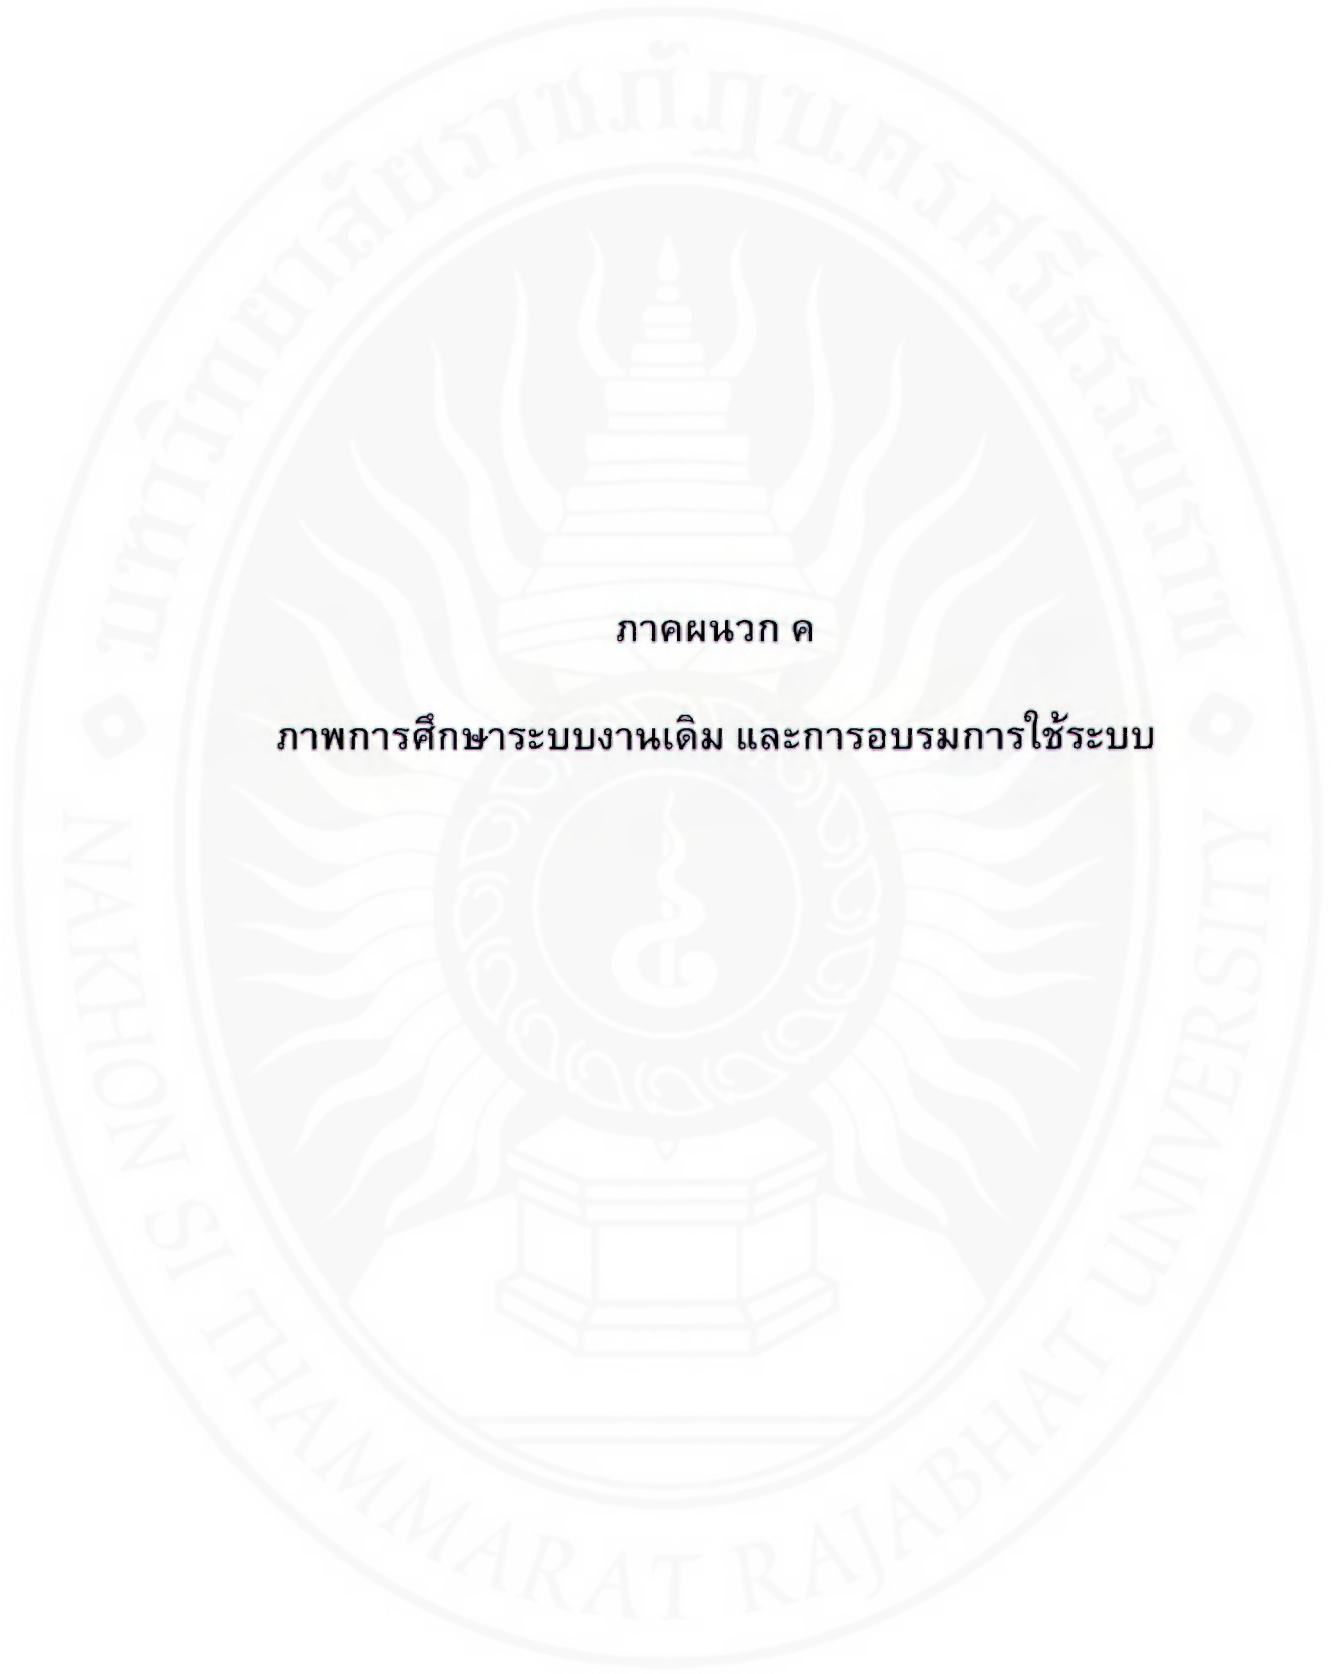 มหาวิทยาลัยราชภัฏนครศรีธรรมราช
ภาคผนวก ค
ภาพการศึกษาระบบงานเดิม และการอบรมการใช้ระบบ
NAKHON SI THAMMARAT RAJABHAT UNIVERSITY